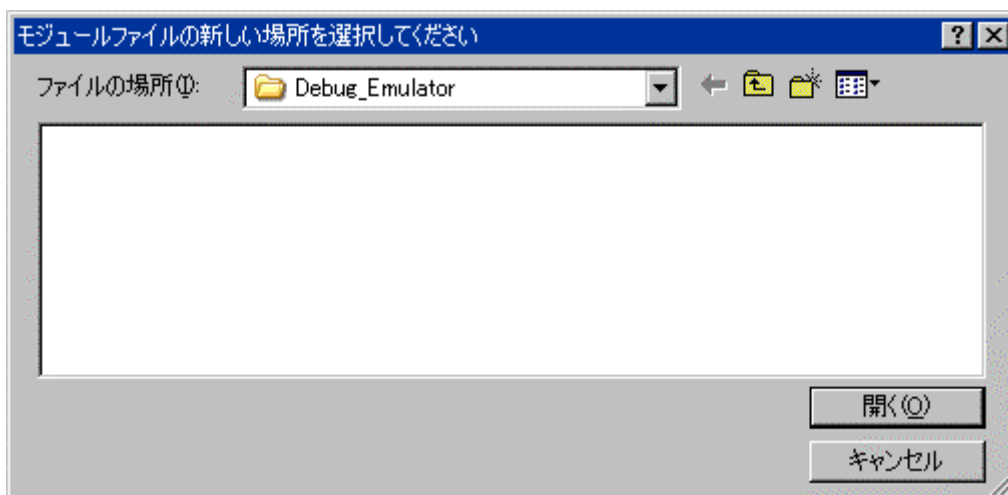 モジュールファイルの新しい場所を選択してください
ファイルの場所(I):
Debug_Emulator
開く(O)
キャンセル